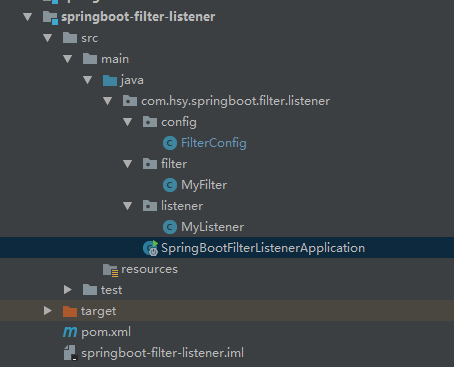 springboot-filter-listener
src
main
java
com.hsy.springboot.filter.listener
config
FilterConfig
filter
MyFilter
listener
MyListener
SpringBootFilterListenerApplication
resources
test
target
pom.xml
springboot-filter-listener.iml